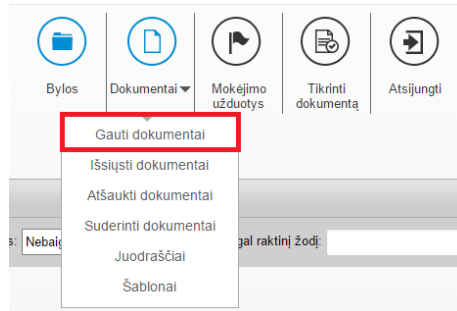 Bylos
Dokumentai
Mokėjimo
užduotys
Tikrinti
dokumentą
Atsijungti
Gauti dokumentai
Išsiųsti dokumentai
Atšaukti dokumentai
Suderinti dokumentai
s: gal raktinį žodį:
Juodraščiai
Šablonai